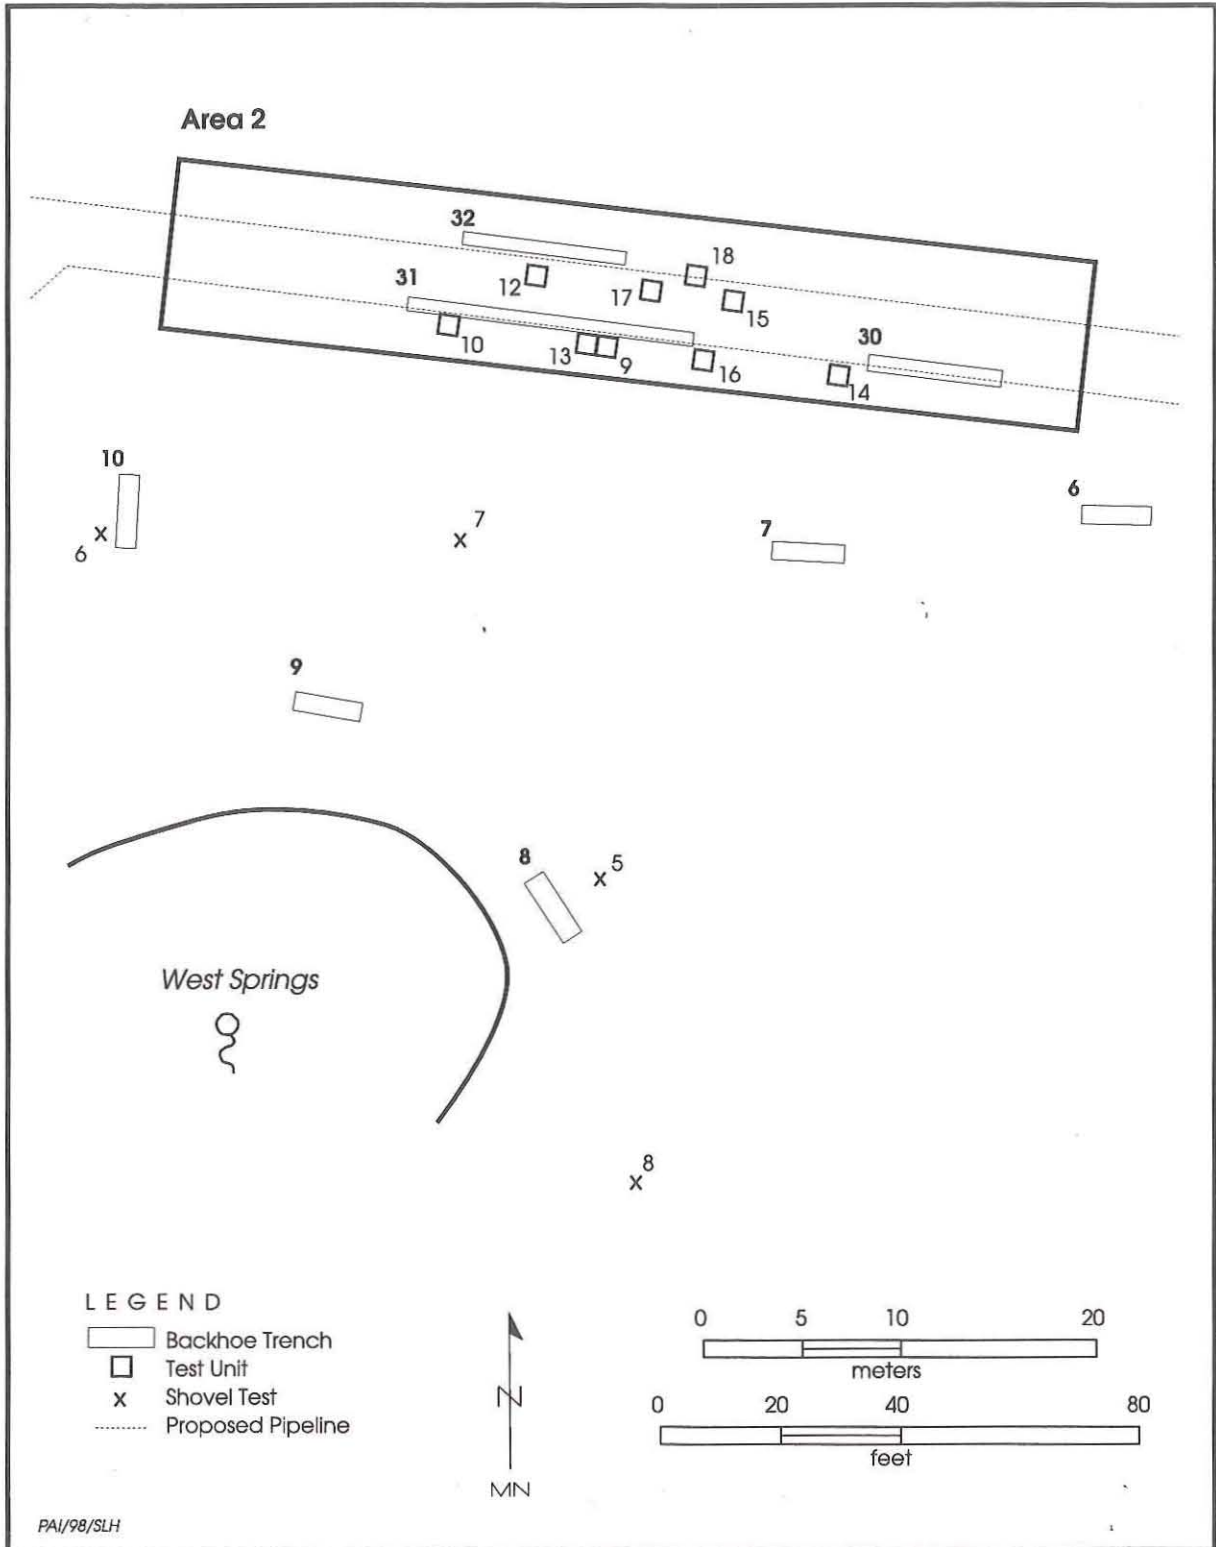 Area 2
32
18
12
17
31
15
30
10
13
9
16
14
10
6
7
7
6
9
8
5
West Springs
8
LEGEND
Backhoe Trench
Test Unit
x Shovel Test
Proposed Pipeline
N
MN
0 5 10 20
meters
0 20 40 80
feet
PAI/98/SLH